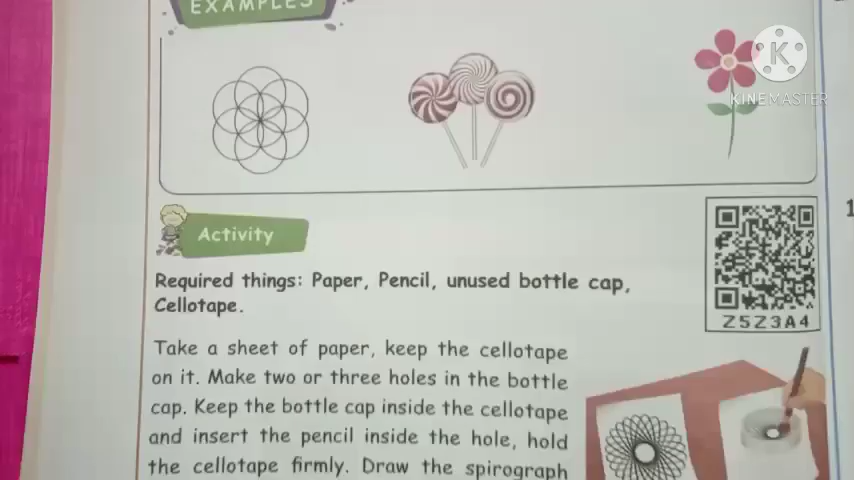 EXAMPLES
KINEMASTER
Activity
Z5Z3A4
Required things: Paper, Pencil, unused bottle cap,
Cellotape.
Take a sheet of paper, keep the cellotape
on it. Make two or three holes in the bottle
cap. Keep the bottle cap inside the cellotape
and insert the pencil inside the hole, hold
the cellotape firmly. Draw the spirograph